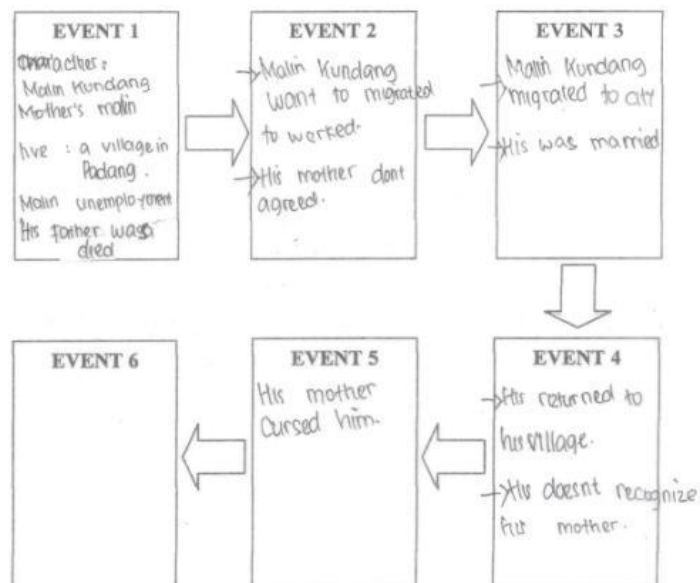 EVENT 1
Character :
Malin Kundang
Mother's malin
live : a village in
Padang .
Malin unemployment
His father was
died
EVENT 2
→ Malin Kundang
want to migrated
to worked.
→ His mother dont
agreed.
EVENT 3
→ Malin Kundang
migrated to city
→ His was married
EVENT 4
→ His returned to
his village.
→ His doesnt recognize
his mother.
EVENT 5
His mother
cursed him.
EVENT 6